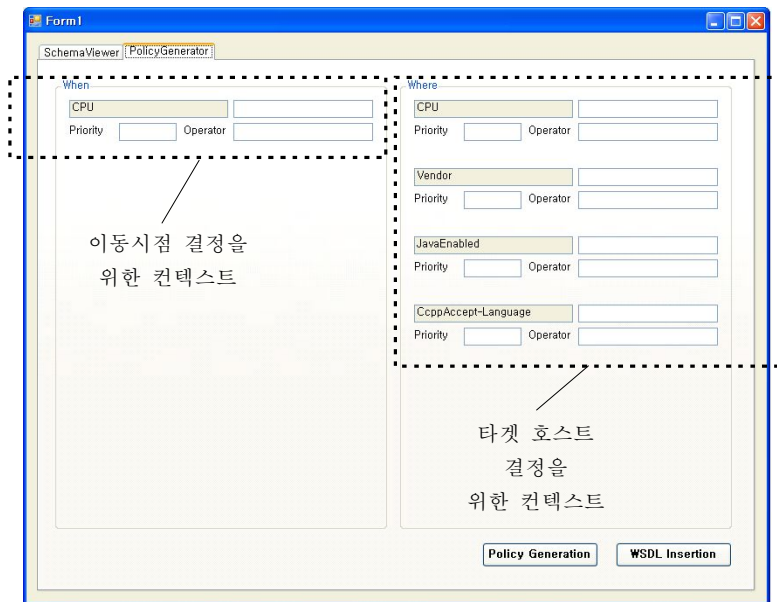 Form1
SchemaViewer PolicyGenerator
When
CPU
Priority Operator
이동시점 결정을
위한 컨텍스트
Where
CPU
Priority Operator
Vendor
Priority Operator
JavaEnabled
Priority Operator
CcppAccept-Language
Priority Operator
타겟 호스트
결정을
위한 컨텍스트
Policy Generation ₩SDL Insertion